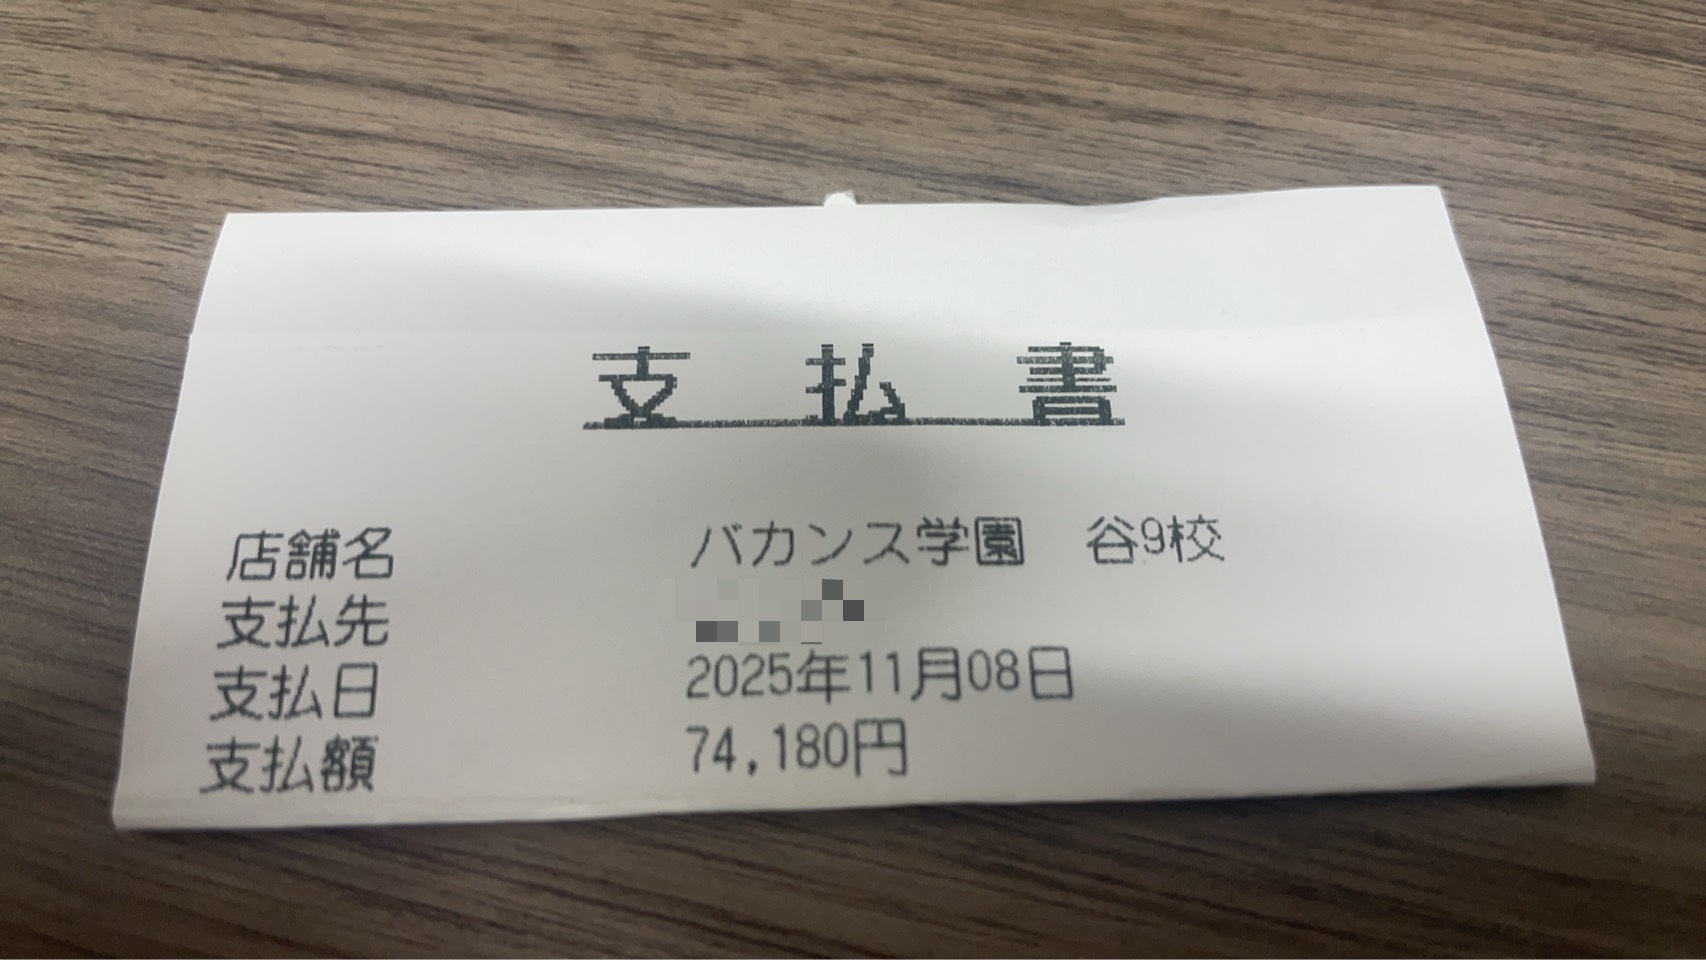 支 払 書
店舗名 バカンス学園 谷9校
支払先
支払日 2025年11月08日
支払額 74,180円